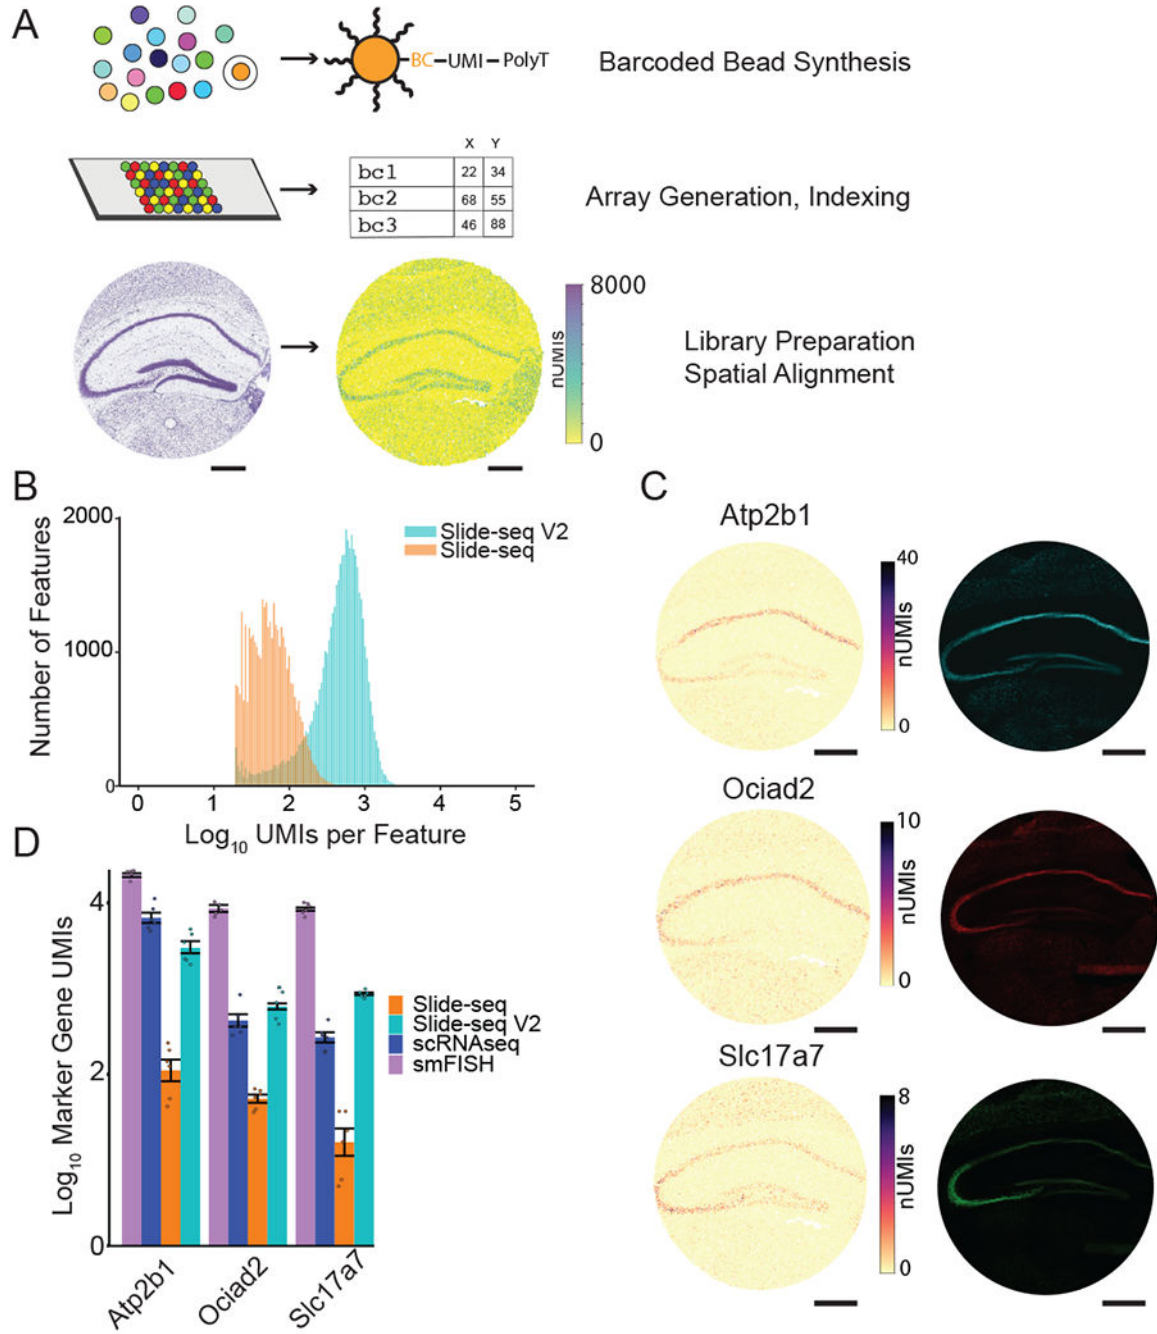 A
BC—UMI—PolyT
Barcoded Bead Synthesis
X Y
bc1 22 34
bc2 68 55
bc3 46 88
Array Generation, Indexing
8000
nUMIs
0
Library Preparation
Spatial Alignment
B
2000
1000
0
Number of Features
Slide-seq V2
Slide-seq
0 1 2 3 4 5
Log10 UMIs per Feature
C
Atp2b1
40
nUMIs
0
Ociad2
10
nUMIs
0
Slc17a7
8
nUMIs
0
D
4
2
0
Log10 Marker Gene UMIs
Slide-seq
Slide-seq V2
scRNAseq
smFISH
Atp2b1
Ociad2
Slc17a7